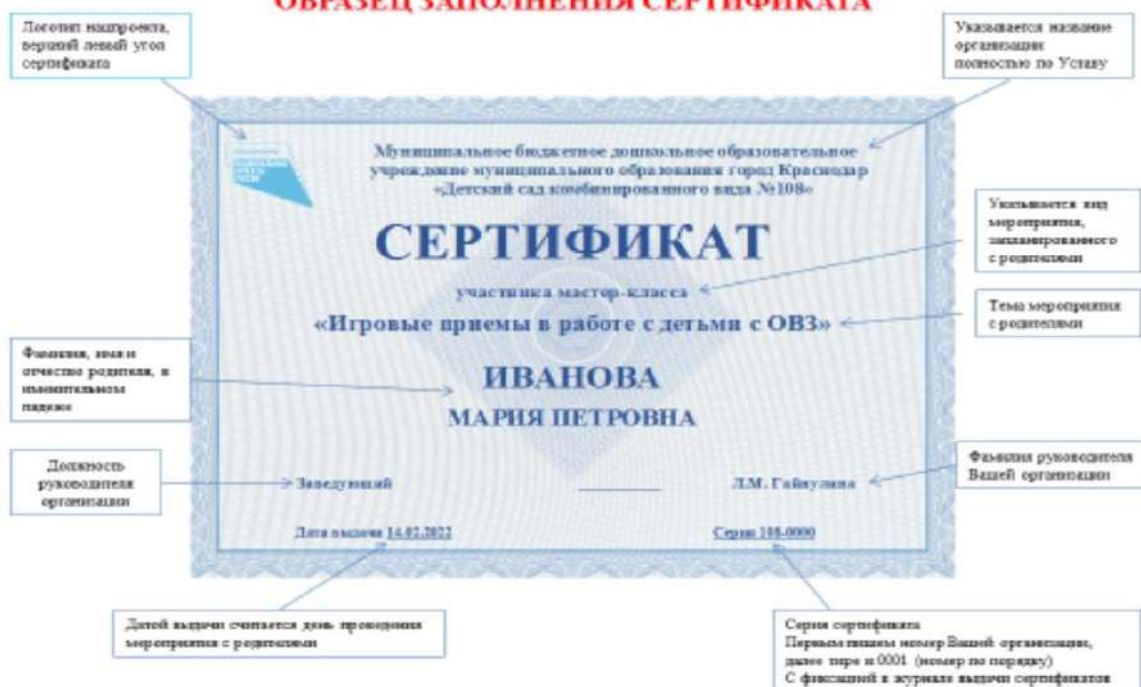 ОБРАЗЕЦ ЗАПОЛНЕНИЯ СЕРТИФИКАТА
Логотип нацпроекта,
верхний левый угол
сертификата
Указывается название
организации
полностью по Уставу
Муниципальное бюджетное дошкольное образовательное
учреждение муниципального образования город Краснодар
«Детский сад комбинированного вида №108»
СЕРТИФИКАТ
участника мастер-класса
«Игровые приемы в работе с детьми с ОВЗ»
ИВАНОВА
МАРИЯ ПЕТРОВНА
Заведующий
Л.М. Гайнулина
Дата выдачи 14.02.2022
Серия 108-0000
Указывается вид
мероприятия,
запланированного
с родителями
Тема мероприятия
с родителями
Фамилия, имя и
отчество родителя, в
именительном
падеже
Должность
руководителя
организации
Фамилия руководителя
Вашей организации
Датой выдачи считается день проведения
мероприятия с родителями
Серия сертификата
Первым пишем номер Вашей организации,
далее тире и 0001 (номер по порядку)
С фиксацией в журнале выдачи сертификатов